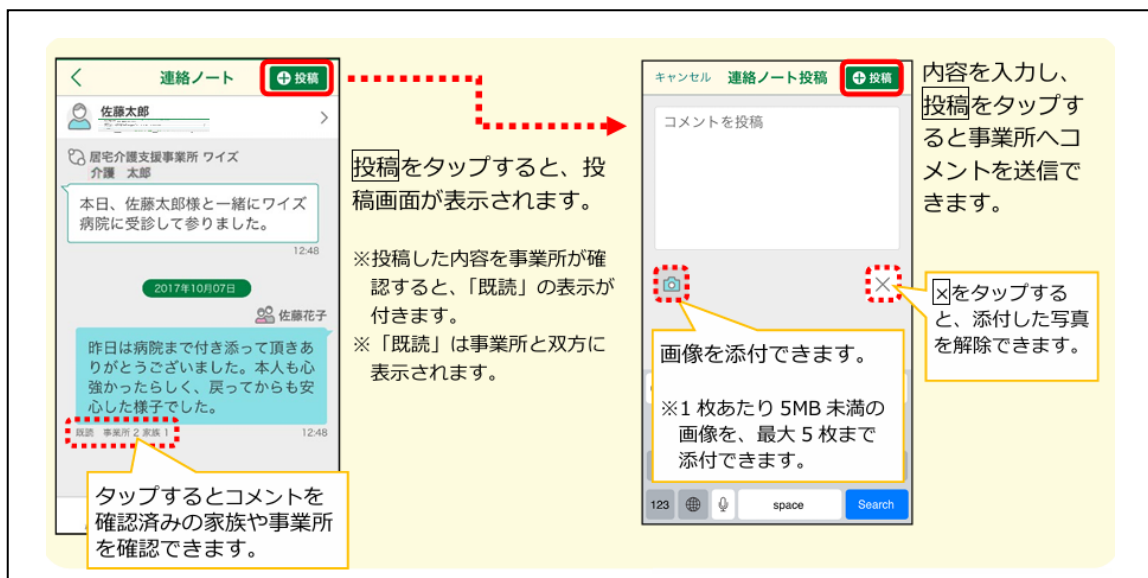 連絡ノート
投稿
佐藤太郎
居宅介護支援事業所 ワイズ
介護 太郎
本日、佐藤太郎様と一緒にワイズ
病院に受診して参りました。
12:48
2017年10月07日
佐藤花子
昨日は病院まで付き添って頂きあ
りがとうございました。本人も心
強かったらしく、戻ってからも安
心した様子でした。
既読 事業所 2 家族 1
12:48
タップするとコメントを
確認済みの家族や事業所
を確認できます。
投稿をタップすると、投
稿画面が表示されます。
※投稿した内容を事業所が確
認すると、「既読」の表示が
付きます。
※「既読」は事業所と双方に
表示されます。
キャンセル 連絡ノート投稿 投稿
コメントを投稿
画像を添付できます。
※1 枚あたり 5MB 未満の
画像を、最大 5 枚まで
添付できます。
123 space Search
内容を入力し、
投稿をタップす
ると事業所へコ
メントを送信で
きます。
×をタップする
と、添付した写真
を解除できます。